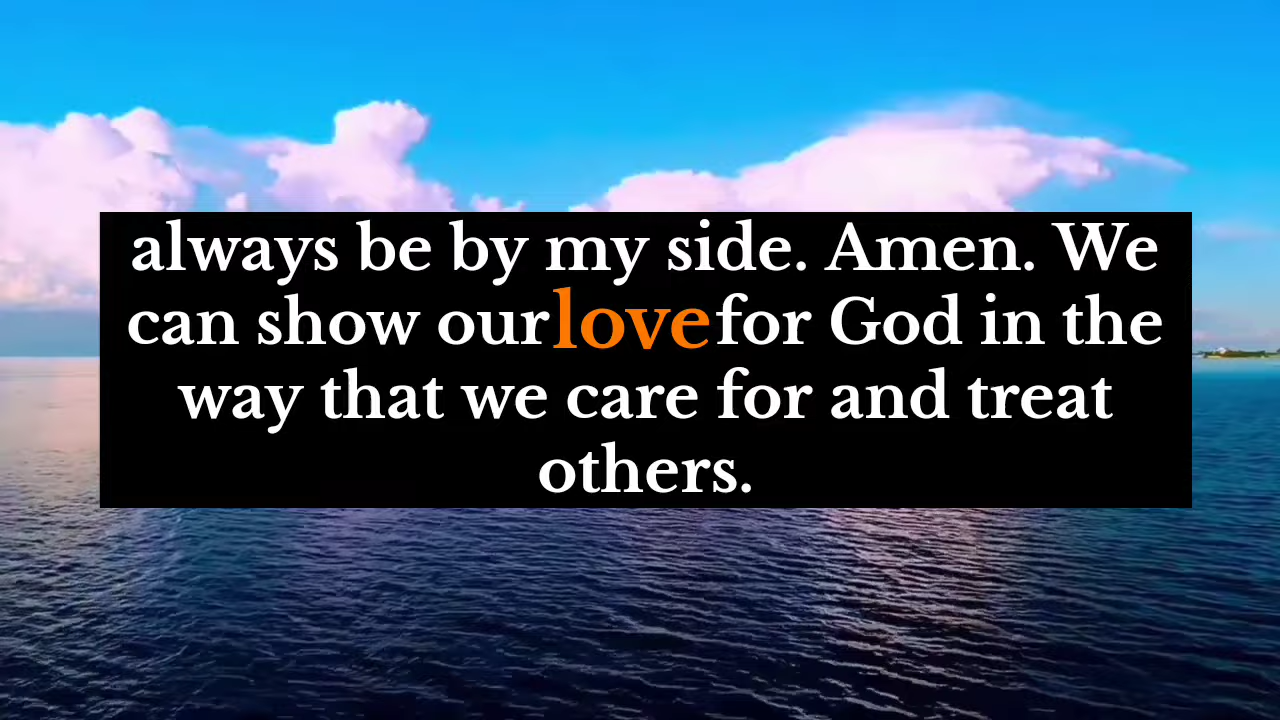 always be by my side. Amen. We
can show our love for God in the
way that we care for and treat
others.